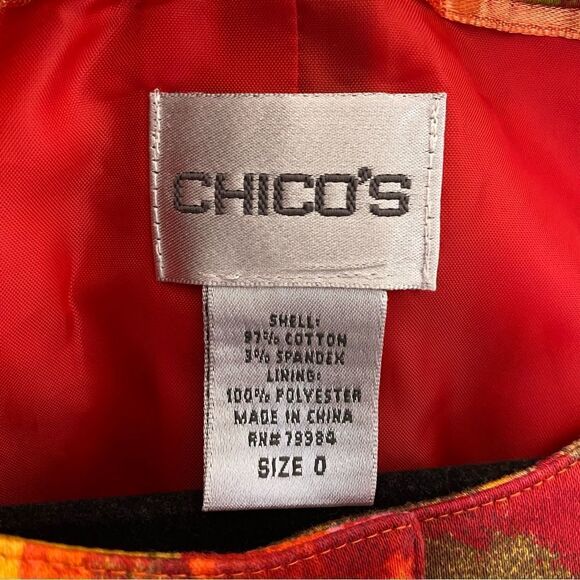 CHICO'S
SHELL:
97% COTTON
3% SPANDEX
LINING:
100% POLYESTER
MADE IN CHINA
RN# 79984
SIZE 0